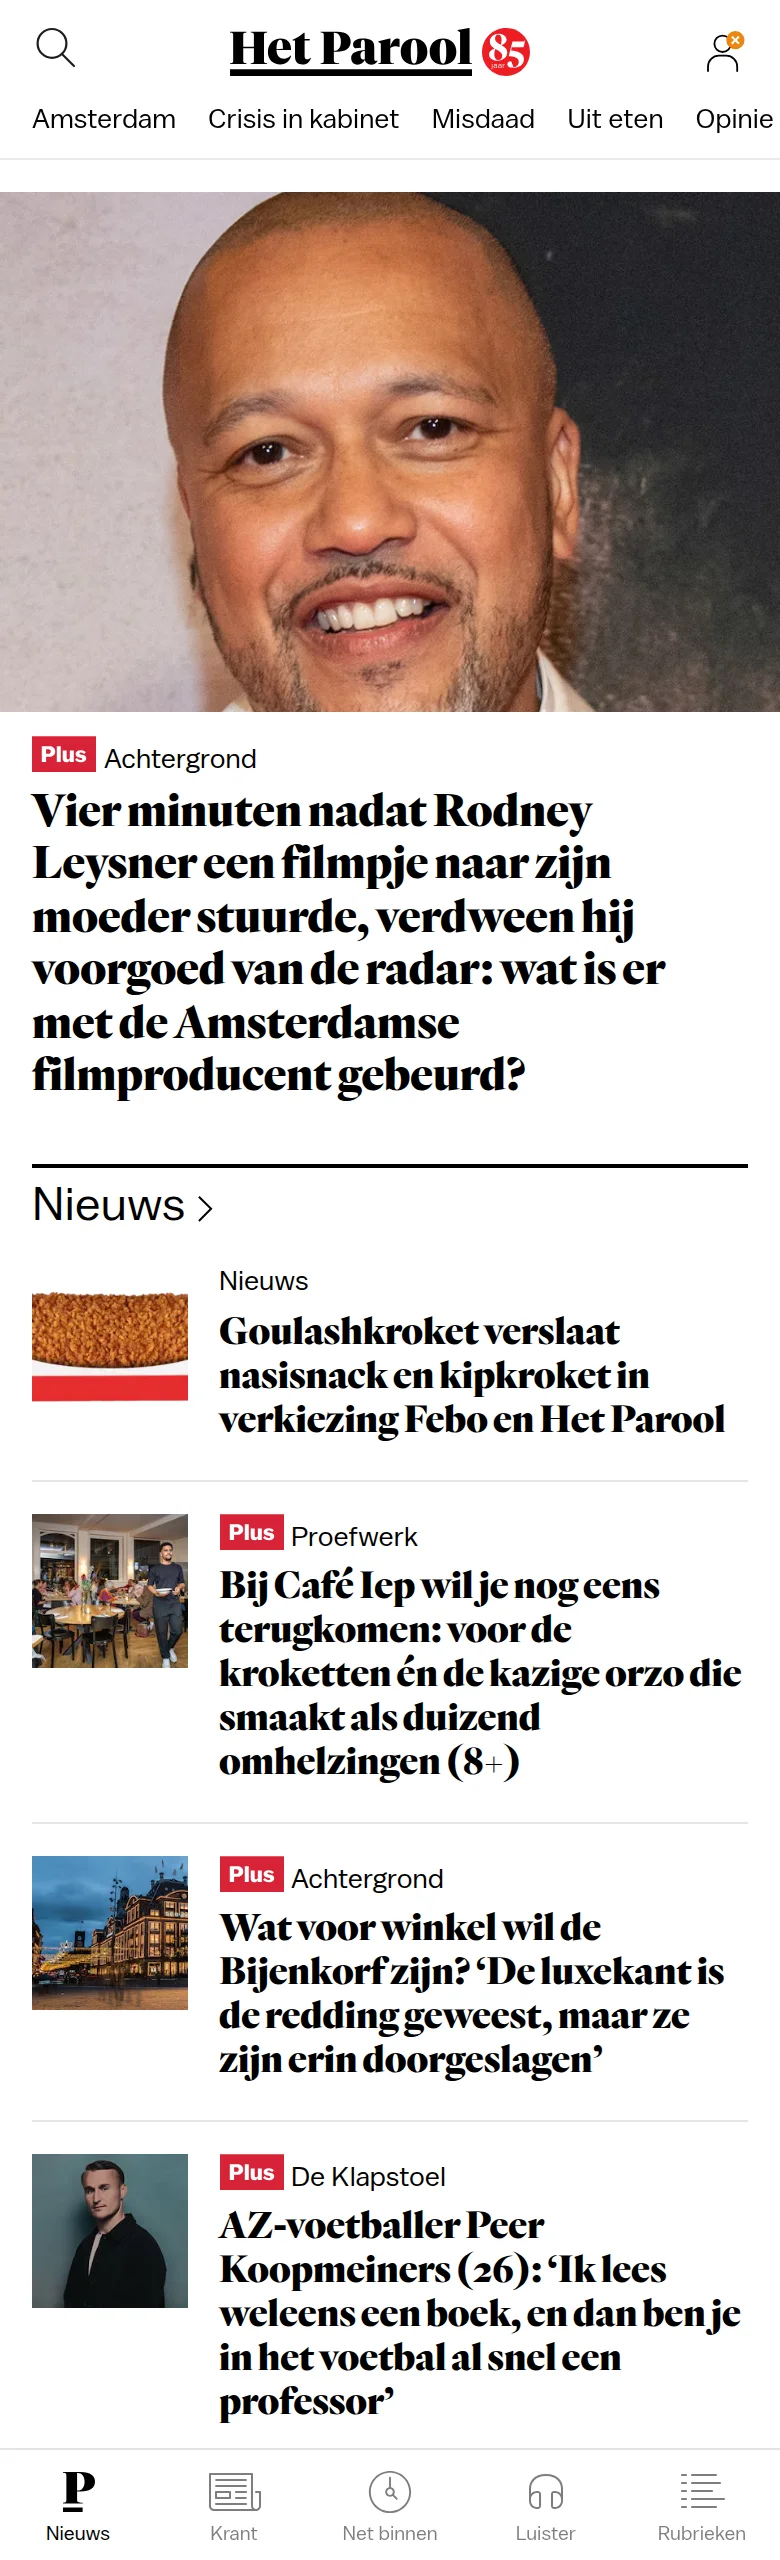 Het Parool 85 jaar
Amsterdam Crisis in kabinet Misdaad Uit eten Opinie
Plus Achtergrond
Vier minuten nadat Rodney
Leysner een filmpje naar zijn
moeder stuurde, verdween hij
voorgoed van de radar: wat is er
met de Amsterdamse
filmproducent gebeurd?
Nieuws
Nieuws
Goulashkroket verslaat
nasisnack en kipkroket in
verkiezing Febo en Het Parool
Plus Proefwerk
Bij Café Iep wil je nog eens
terugkomen: voor de
kroketten én de kazige orzo die
smaakt als duizend
omhelzingen (8+)
Plus Achtergrond
Wat voor winkel wil de
Bijenkorf zijn? ‘De luxekant is
de redding geweest, maar ze
zijn erin doorgeslagen’
Plus De Klapstoel
AZ-voetballer Peer
Koopmeiners (26): ‘Ik lees
weleens een boek, en dan ben je
in het voetbal al snel een
professor’
P
Nieuws Krant Net binnen Luister Rubrieken